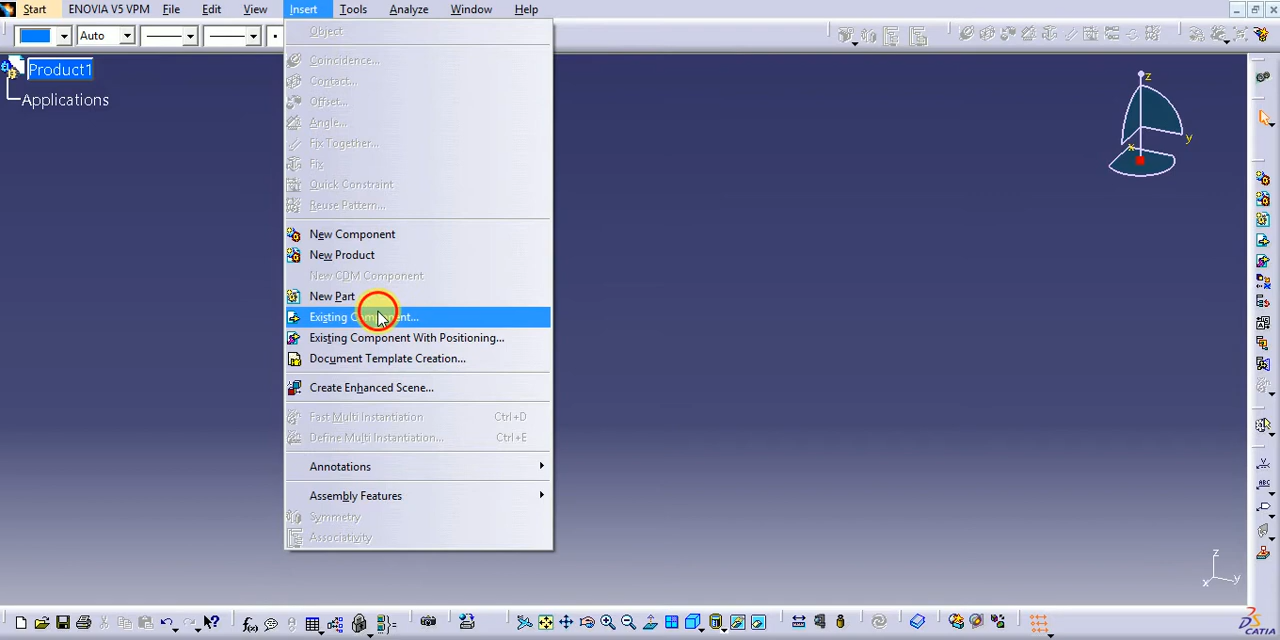 Start ENOVIA V5 VPM File Edit View Insert Tools Analyze Window Help
Auto
Product1
Applications
Object
Coincidence...
Contact...
Offset...
Angle...
Fix Together...
Fix
Quick Constraint
Reuse Pattern...
New Component
New Product
New CDM Component
New Part
Existing Component...
Existing Component With Positioning...
Document Template Creation...
Create Enhanced Scene...
Fast Multi Instantiation Ctrl+D
Define Multi Instantiation... Ctrl+E
Annotations
Assembly Features
Symmetry
Associativity
z
y
x
z
x y
CATIA